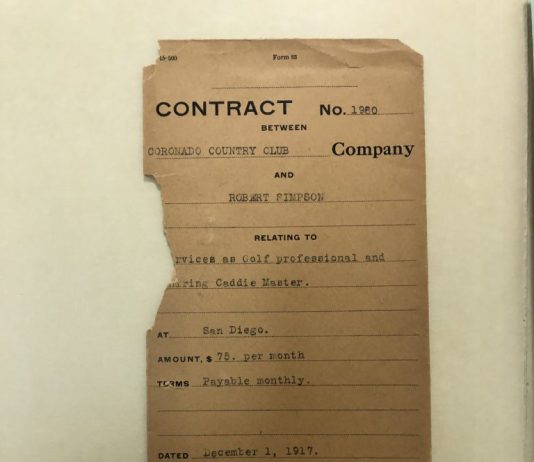 Form 88
CONTRACT No. 1980
BETWEEN
CORONADO COUNTRY CLUB Company
AND
ROBERT SIMPSON
RELATING TO
rvices as Golf professional and
ring Caddie Master.
AT San Diego.
AMOUNT, $ 75. per month
TERMS Payable monthly.
DATED December 1, 1917.